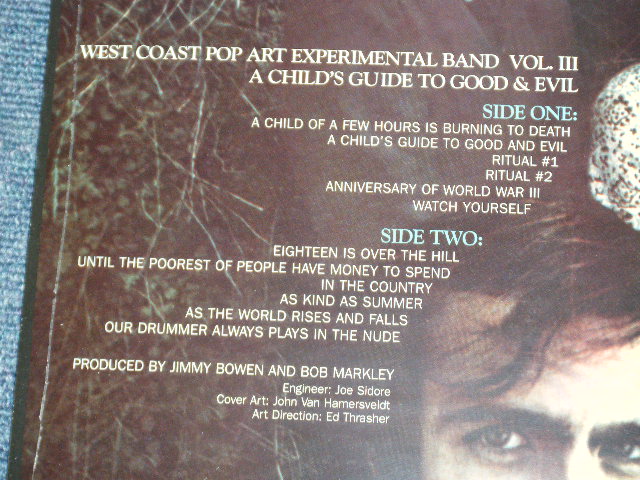 WEST COAST POP ART EXPERIMENTAL BAND VOL. III
A CHILD'S GUIDE TO GOOD & EVIL
SIDE ONE:
A CHILD OF A FEW HOURS IS BURNING TO DEATH
A CHILD'S GUIDE TO GOOD AND EVIL
RITUAL #1
RITUAL #2
ANNIVERSARY OF WORLD WAR III
WATCH YOURSELF
SIDE TWO:
EIGHTEEN IS OVER THE HILL
UNTIL THE POOREST OF PEOPLE HAVE MONEY TO SPEND
IN THE COUNTRY
AS KIND AS SUMMER
AS THE WORLD RISES AND FALLS
OUR DRUMMER ALWAYS PLAYS IN THE NUDE
PRODUCED BY JIMMY BOWEN AND BOB MARKLEY
Engineer: Joe Sidore
Cover Art: John Van Hamersveldt
Art Direction: Ed Thrasher